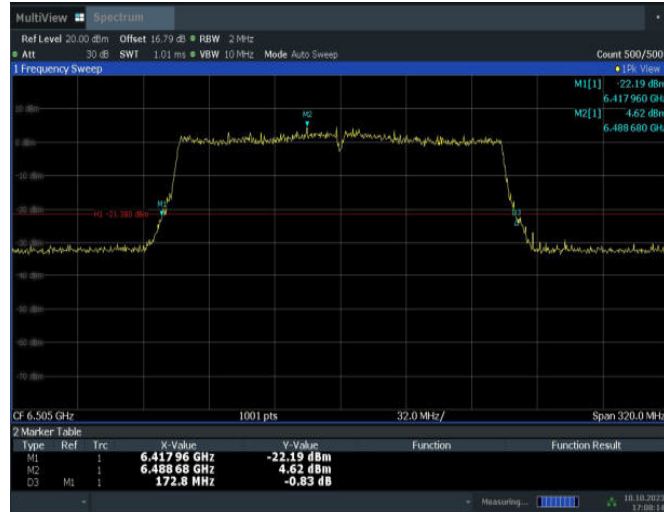 MultiView Spectrum
Ref Level 20.00 dBm Offset 16.79 dB RBW 2 MHz
Att 30 dB SWT 1.01 ms VBW 10 MHz Mode Auto Sweep Count 500/500
1 Frequency Sweep 1Pk View
M1[1] -22.19 dBm
6.417 960 GHz
M2[1] 4.62 dBm
6.488 680 GHz
10 dBm
M2
0 dBm
-10 dBm
-20 dBm
M1
H1 -21.380 dBm
D3
-30 dBm
-40 dBm
-50 dBm
-60 dBm
-70 dBm
CF 6.505 GHz 1001 pts 32.0 MHz/ Span 320.0 MHz
2 Marker Table
Type Ref Trc X-Value Y-Value Function Function Result
M1 1 6.417 96 GHz -22.19 dBm
M2 1 6.488 68 GHz 4.62 dBm
D3 M1 1 172.8 MHz -0.83 dB
Measuring... 10.10.2023